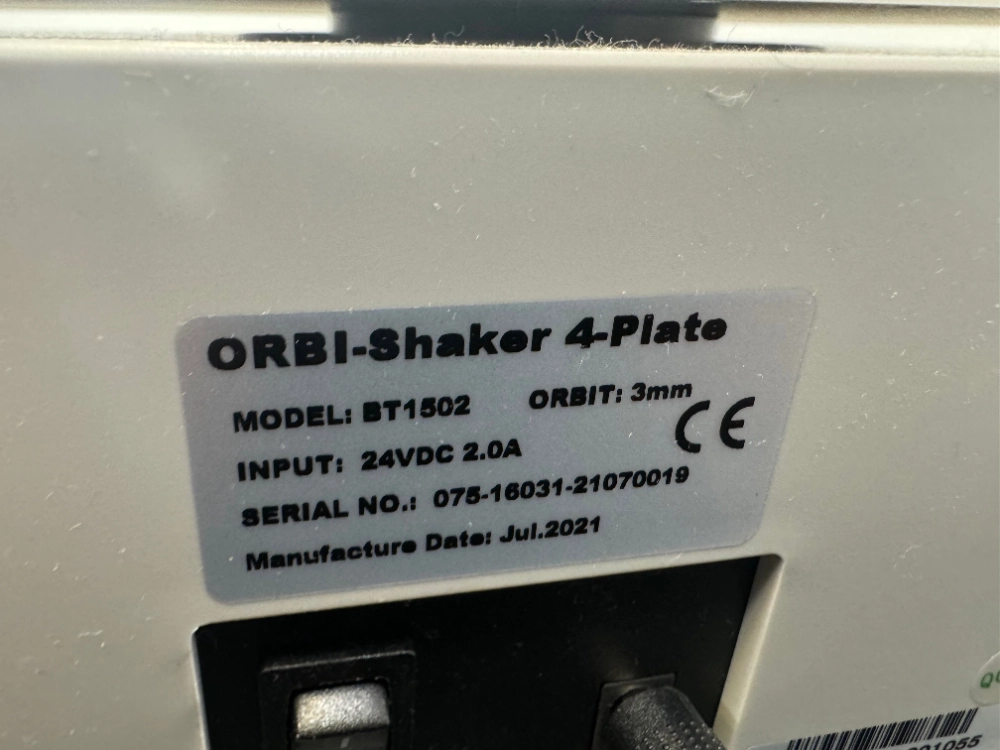 ORBI-Shaker 4-Plate
MODEL: BT1502 ORBIT: 3mm
INPUT: 24VDC 2.0A CE
SERIAL NO.: 075-16031-21070019
Manufacture Date: Jul.2021